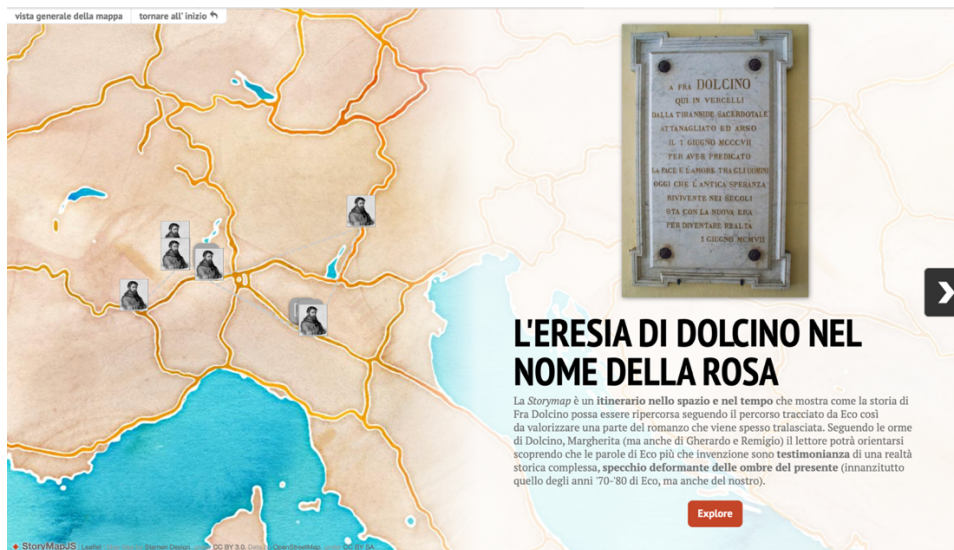 vista generale della mappa
tornare all' inizio
A FRA DOLCINO
QUI IN VERCELLI
DALLA TIRANNIDE SACERDOTALE
ATTANAGLIATO ED ARSO
IL 1 GIUGNO MCCCVII
PER AVER PREDICATO
LA PACE E L'AMORE TRA GLI UOMINI
OGGI CHE L'ANTICA SPERANZA
RIVIVENTE NEI SECOLI
STA CON LA NUOVA ERA
PER DIVENTARE REALTA
1 GIUGNO MCMVII
L'ERESIA DI DOLCINO NEL
NOME DELLA ROSA
La Storymap è un itinerario nello spazio e nel tempo che mostra come la storia di
Fra Dolcino possa essere ripercorsa seguendo il percorso tracciato da Eco così
da valorizzare una parte del romanzo che viene spesso tralasciata. Seguendo le orme
di Dolcino, Margherita (ma anche di Gherardo e Remigio) il lettore potrà orientarsi
scoprendo che le parole di Eco più che invenzione sono testimonianza di una realtà
storica complessa, specchio deformante delle ombre del presente (innanzitutto
quello degli anni '70-'80 di Eco, ma anche del nostro).
Explore
StoryMapJS Leaflet Stamen Design CC BY 3.0 OpenStreetMap CC BY SA